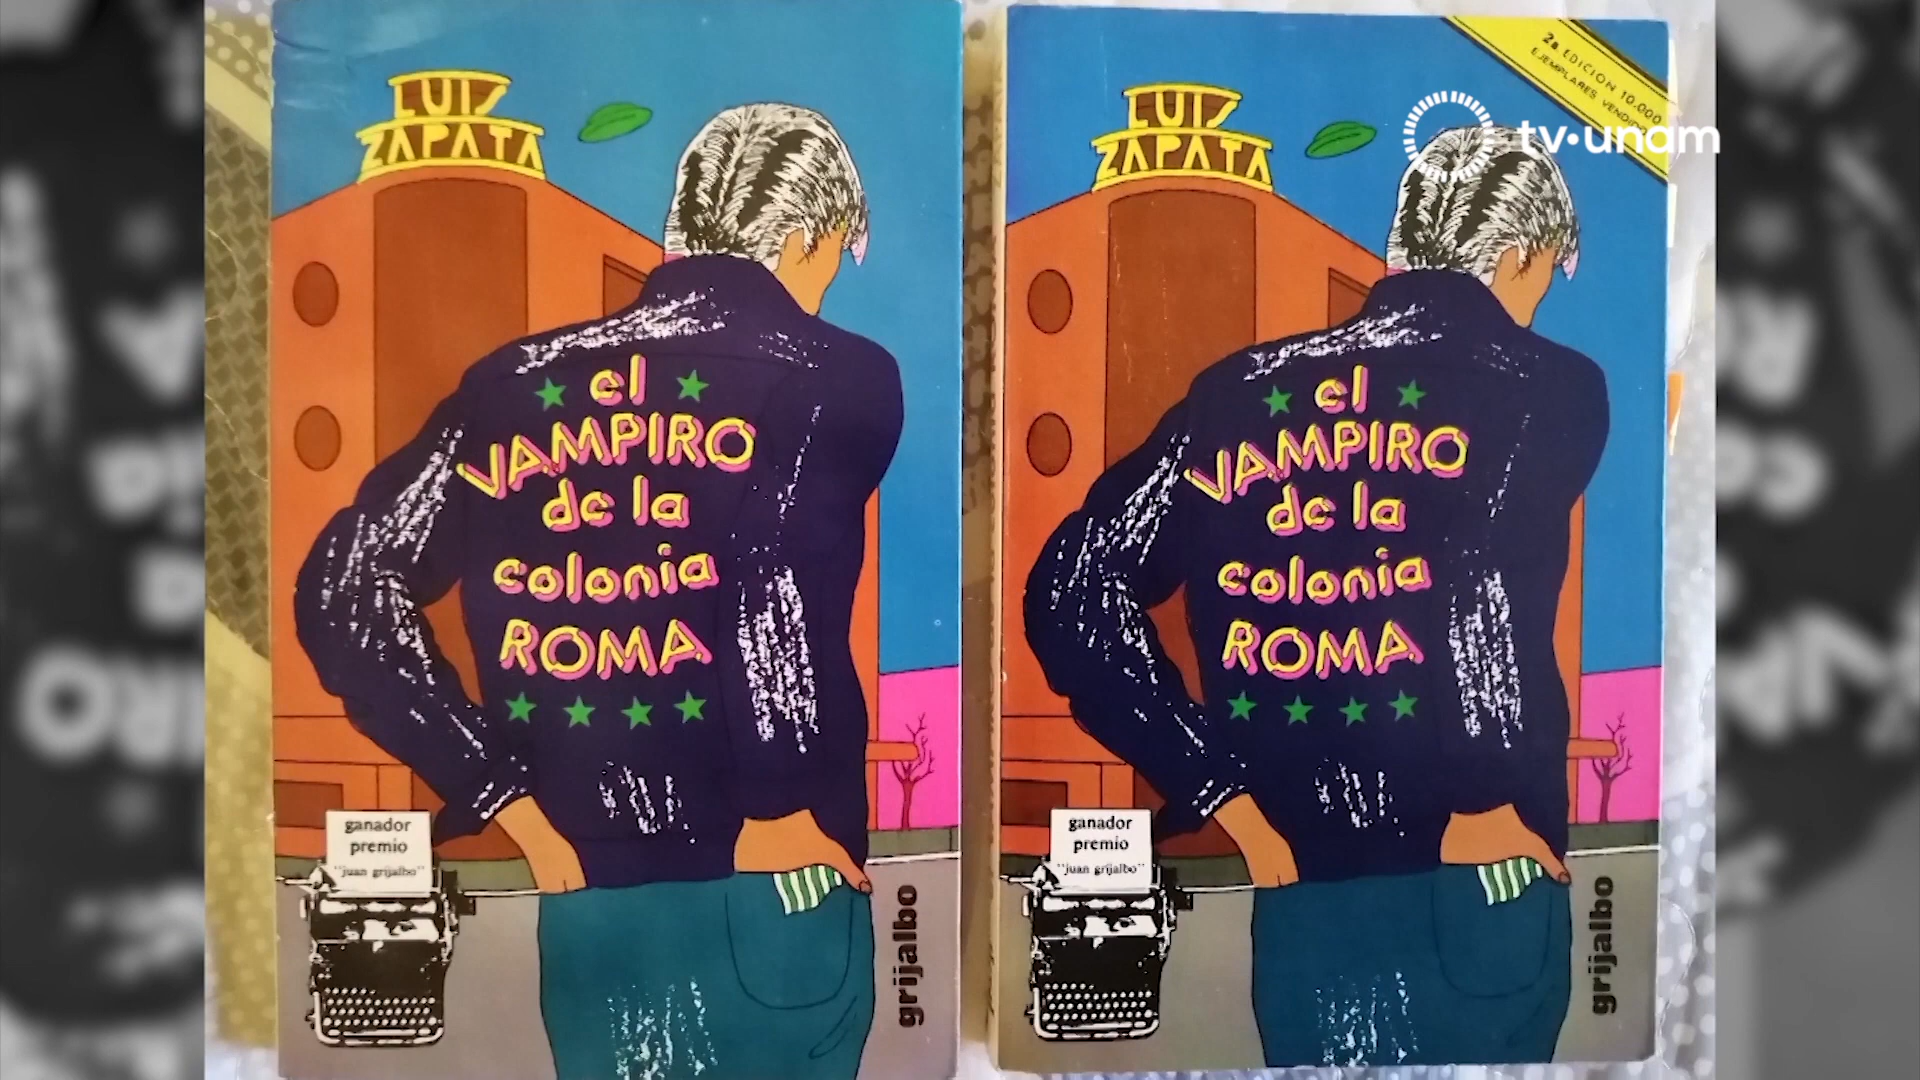 LUIS
ZAPATA
el
VAMPIRO
de la
colonia
ROMA
ganador
premio
"juan grijalbo"
grijalbo
2a EDICION 10.000
EJEMPLARES VENDIDOS
tv·unam
LUIS
ZAPATA
el
VAMPIRO
de la
colonia
ROMA
ganador
premio
"juan grijalbo"
grijalbo